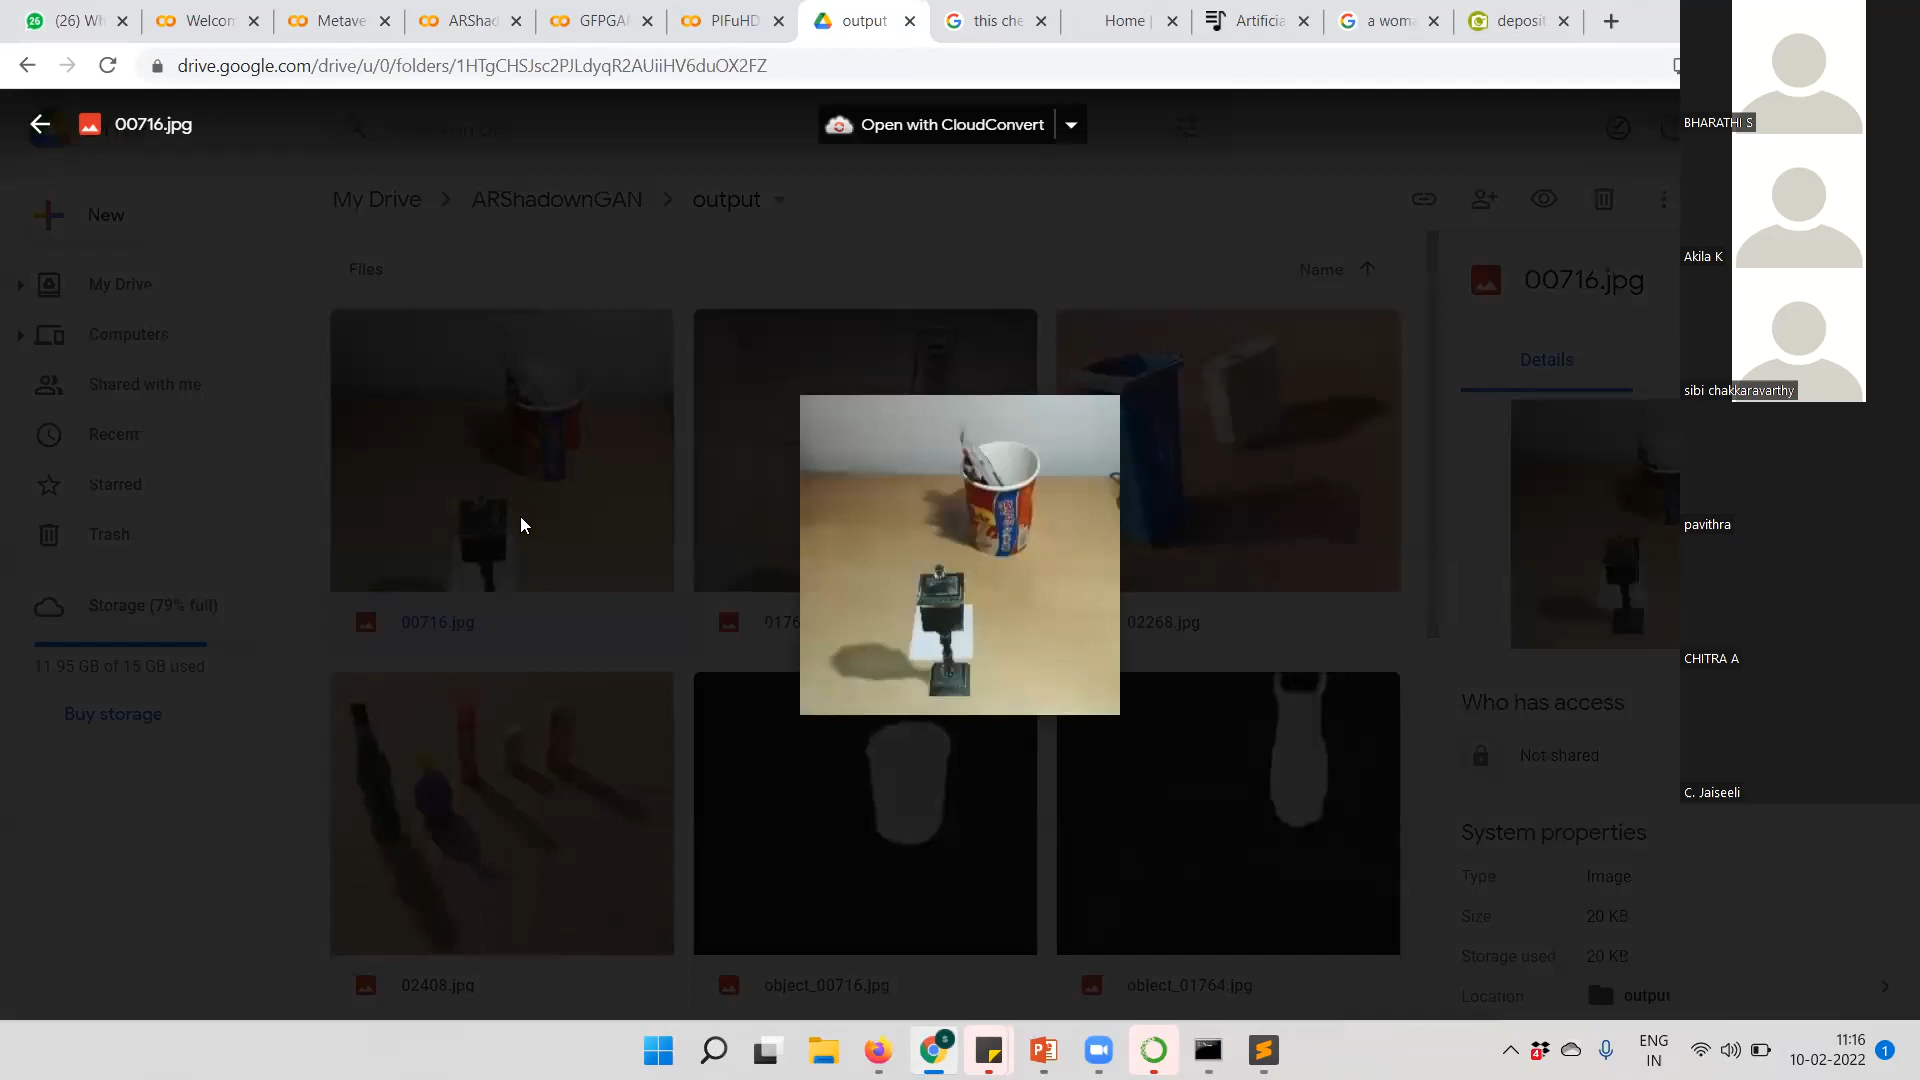 (26) Wh
Welcom
Metave
ARShad
GFPGA
PIFuHD
output
this che
Home |
Artificia
a wom
deposit
drive.google.com/drive/u/0/folders/1HTgCHSJsc2PJLdyqR2AUiiHV6duOX2FZ
00716.jpg
Open with CloudConvert
My Drive > ARShadownGAN > output
New
Files
Name
00716.jpg
My Drive
Computers
Shared with me
Recent
Starred
Trash
Storage (79% full)
11.95 GB of 15 GB used
Buy storage
Details
00716.jpg
0176
02268.jpg
02408.jpg
object_00716.jpg
object_01764.jpg
Who has access
Not shared
System properties
Type Image
Size 20 KB
Storage used 20 KB
Location output
BHARATHI S
Akila K
sibi chakkaravarthy
pavithra
CHITRA A
C. Jaiseeli
ENG
IN
11:16
10-02-2022
1